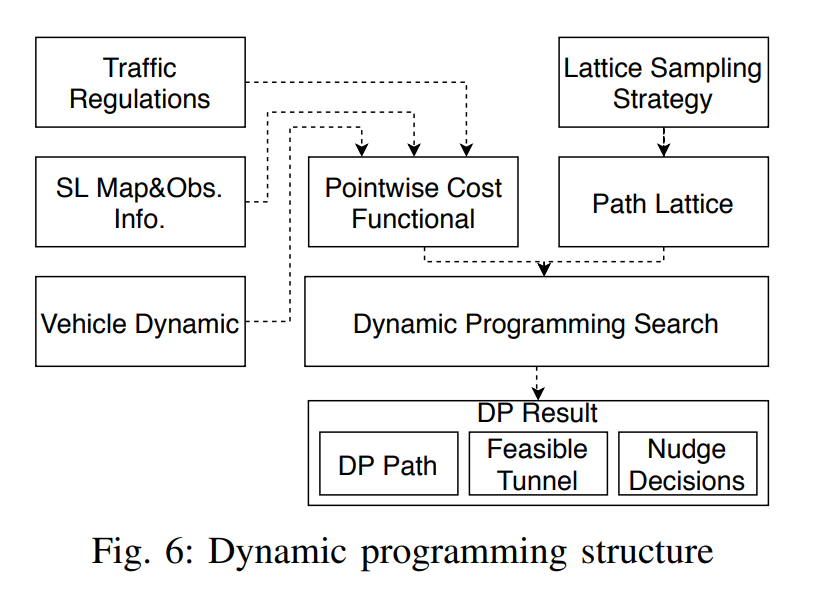 Traffic
Regulations
Lattice Sampling
Strategy
SL Map&Obs.
Info.
Pointwise Cost
Functional
Path Lattice
Vehicle Dynamic
Dynamic Programming Search
DP Result
DP Path
Feasible
Tunnel
Nudge
Decisions
Fig. 6: Dynamic programming structure